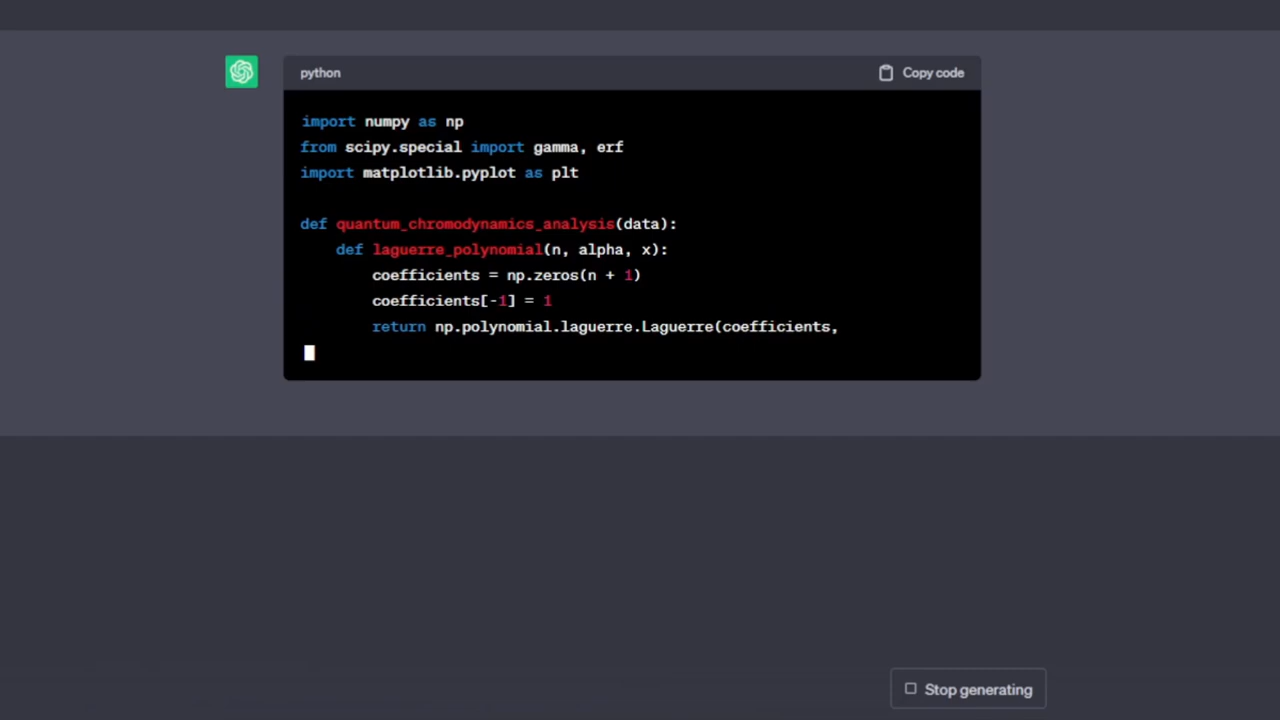 python
Copy code
import numpy as np
from scipy.special import gamma, erf
import matplotlib.pyplot as plt
def quantum_chromodynamics_analysis(data):
    def laguerre_polynomial(n, alpha, x):
        coefficients = np.zeros(n + 1)
        coefficients[-1] = 1
        return np.polynomial.laguerre.Laguerre(coefficients,
Stop generating